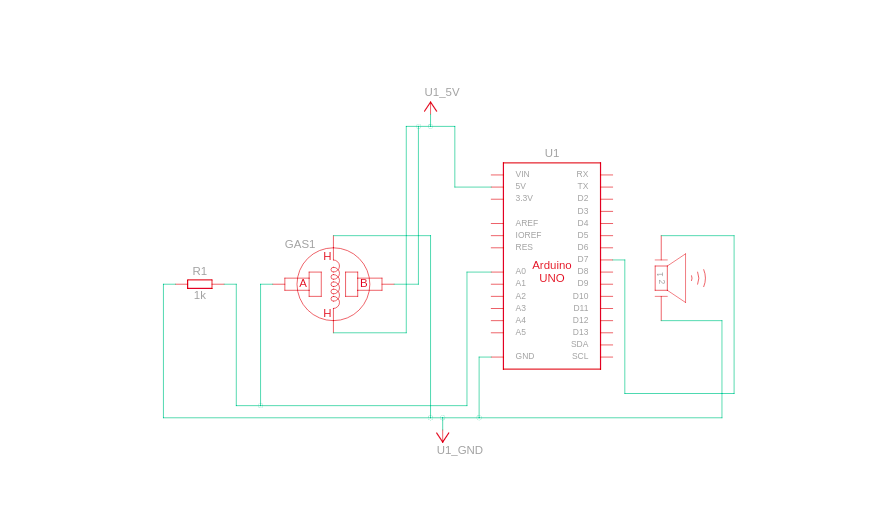 U1_5V
U1
VIN RX
5V TX
3.3V D2
D3
AREF D4
IOREF D5
RES D6
D7
A0 D8
A1 D9
A2 D10
A3 D11
A4 D12
A5 D13
SDA
GND SCL
Arduino
UNO
GAS1
H
A B
H
R1
1k
1
2
U1_GND